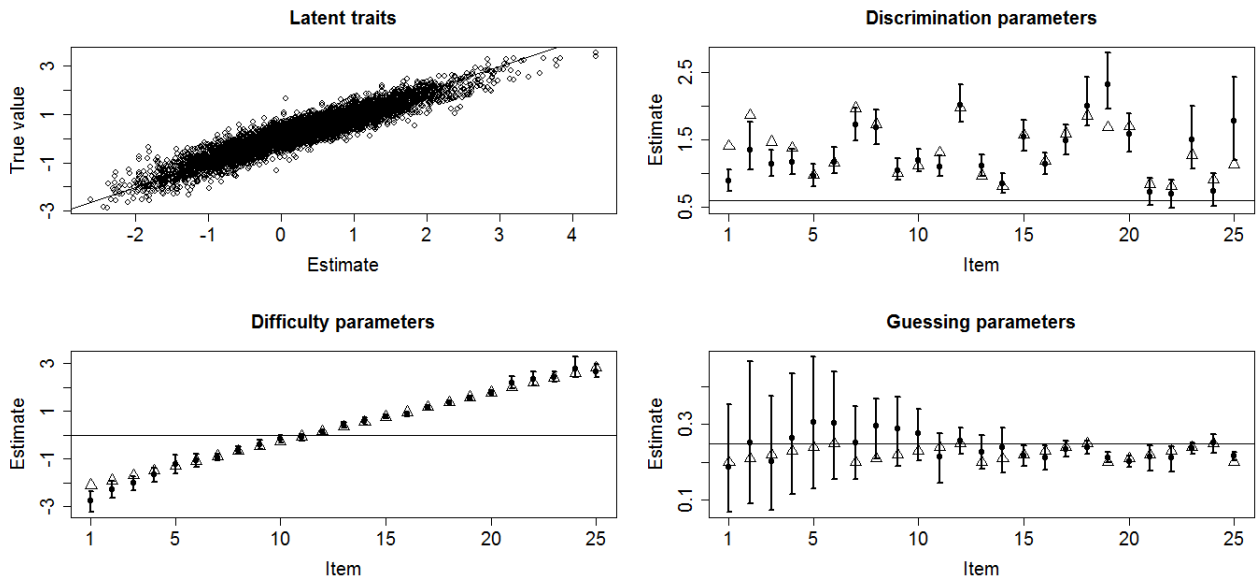 Latent traits
True value
3
1
-1
-3
-2 -1 0 1 2 3 4
Estimate
Discrimination parameters
Estimate
2.5
1.5
0.5
1 5 10 15 20 25
Item
Difficulty parameters
Estimate
3
1
-1
-3
1 5 10 15 20 25
Item
Guessing parameters
Estimate
0.3
0.1
1 5 10 15 20 25
Item